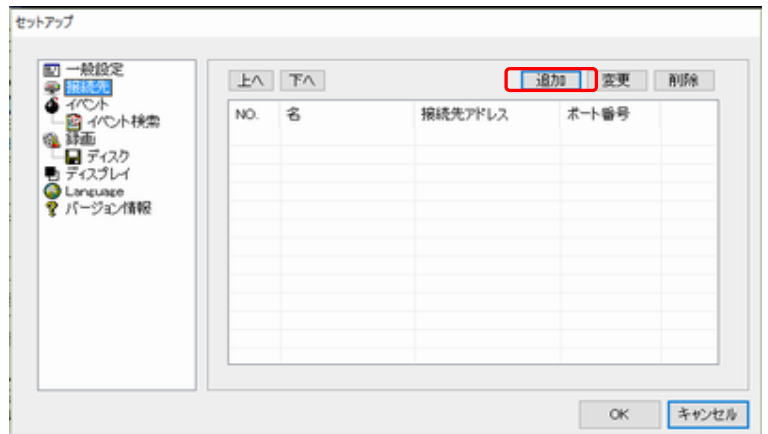 セットアップ
一般設定
接続先
イベント
イベント検索
録画
ディスク
ディスプレイ
Language
バージョン情報
上へ 下へ 追加 変更 削除
NO. 名 接続先アドレス ポート番号
OK キャンセル